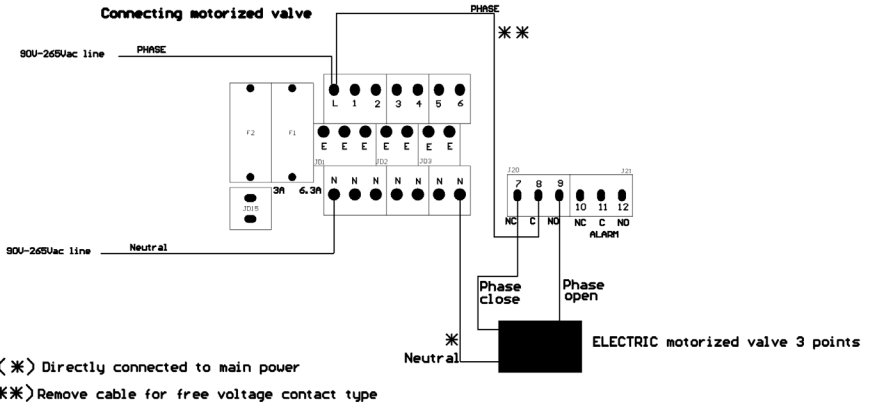 Connecting motorized valve
PHASE
**
90V-265Vac line
PHASE
L 1 2 3 4 5 6
F2 F1
E E E E E E E
JD1 JD2 JD3
N N N N N N N
3A 6.3A
JD15
J20 J21
7 8 9
10 11 12
NC C NO NC C NO
ALARM
90V-265Vac line
Neutral
Phase
close
Phase
open
*
Neutral
ELECTRIC motorized valve 3 points
(*) Directly connected to main power
**) Remove cable for free voltage contact type